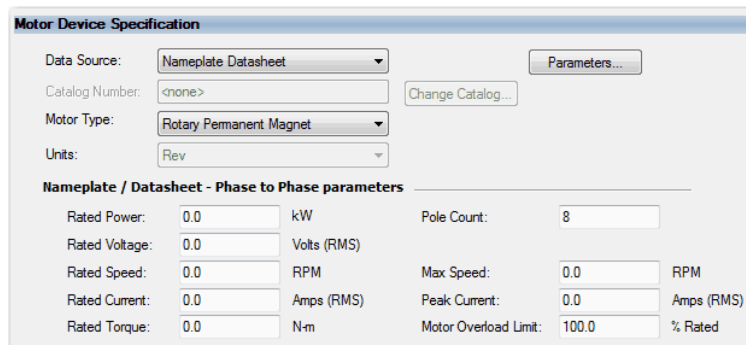 Motor Device Specification
Data Source: Nameplate Datasheet Parameters...
Catalog Number: <none> Change Catalog...
Motor Type: Rotary Permanent Magnet
Units: Rev
Nameplate / Datasheet - Phase to Phase parameters
Rated Power: 0.0 kW Pole Count: 8
Rated Voltage: 0.0 Volts (RMS)
Rated Speed: 0.0 RPM Max Speed: 0.0 RPM
Rated Current: 0.0 Amps (RMS) Peak Current: 0.0 Amps (RMS)
Rated Torque: 0.0 N-m Motor Overload Limit: 100.0 % Rated